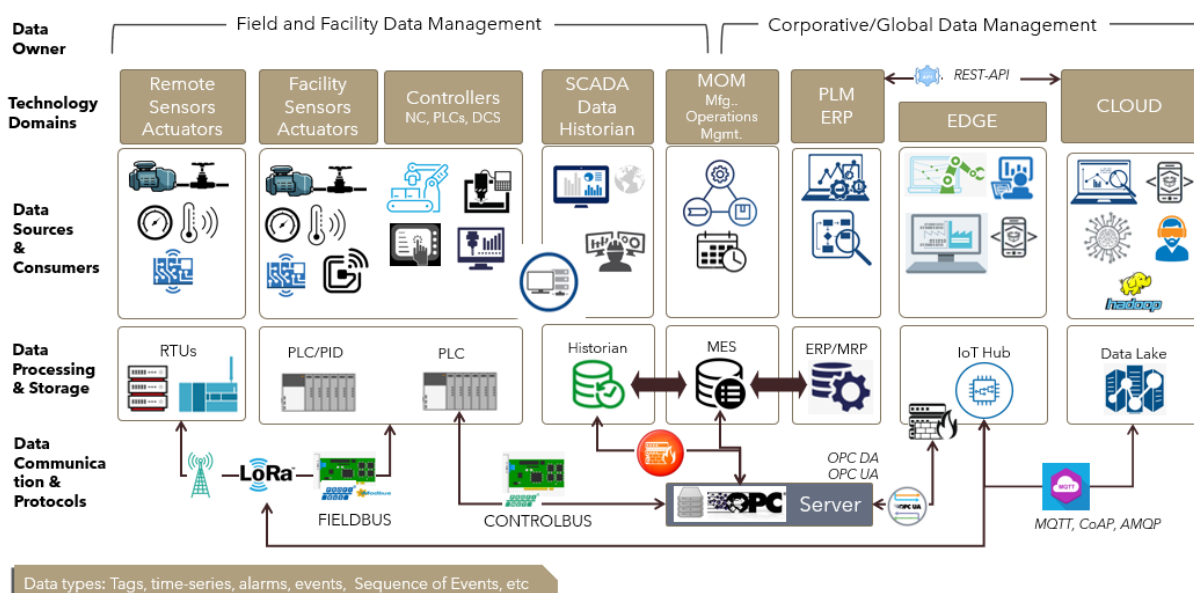 Data
Owner
Field and Facility Data Management
Corporative/Global Data Management
Technology
Domains
Remote
Sensors
Actuators
Facility
Sensors
Actuators
Controllers
NC, PLCs, DCS
SCADA
Data
Historian
MOM
Mfg..
Operations
Mgmt.
PLM
ERP
REST-API
EDGE
CLOUD
Data
Sources
&
Consumers
hadoop
Data
Processing
& Storage
RTUs
PLC/PID
PLC
Historian
MES
ERP/MRP
IoT Hub
Data Lake
Data
Communica
tion &
Protocols
LoRa
FIELDBUS
CONTROLBUS
OPC DA
OPC UA
OPC
Server
OPC UA
MQTT
MQTT, CoAP, AMQP
Data types: Tags, time-series, alarms, events, Sequence of Events, etc